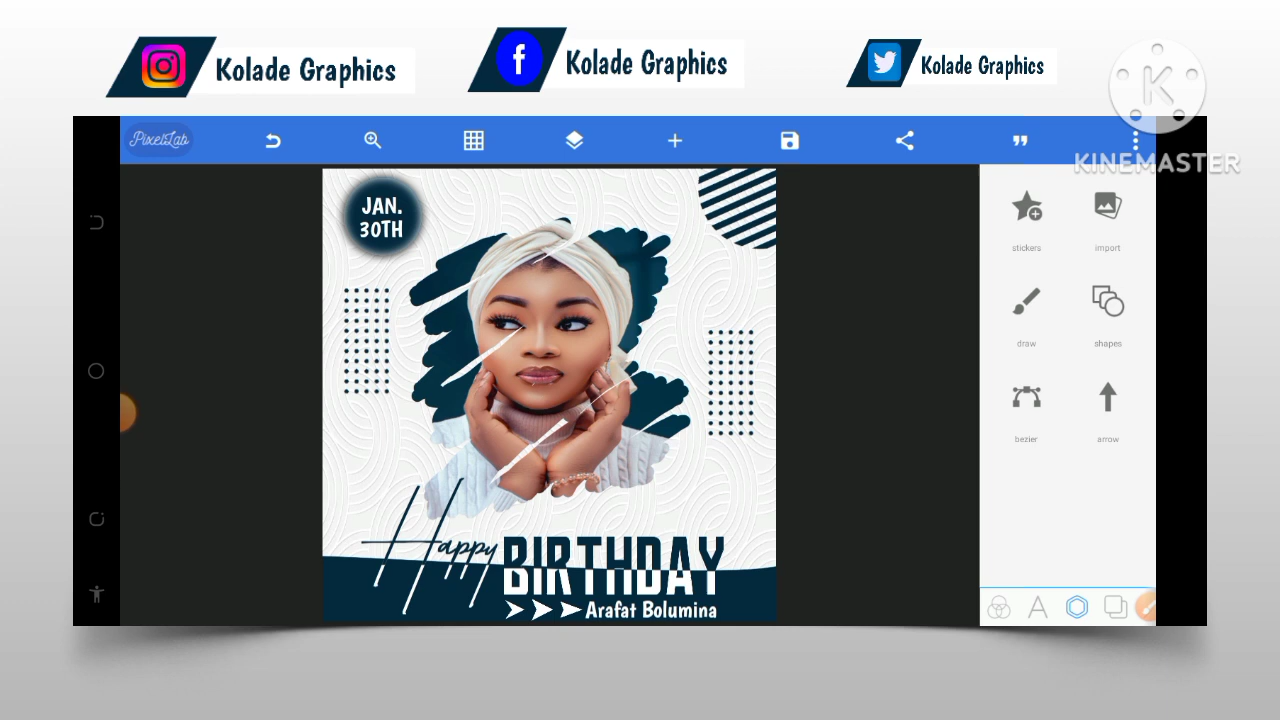 Kolade Graphics
Kolade Graphics
Kolade Graphics
K
KINEMASTER
PixelLab
JAN.
30TH
stickers
import
draw
shapes
bezier
arrow
Happy BIRTHDAY
Arafat Bolumina